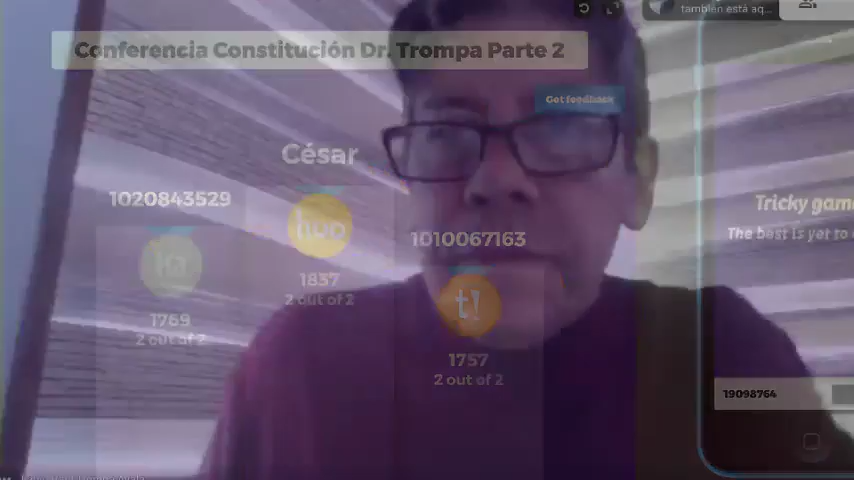 también está aq...
Conferencia Constitución Dr. Trompa Parte 2
Get feedback
César
1020843529
1010067163
1837
2 out of 2
1769
2 out of 2
t!
1757
2 out of 2
Tricky gam
The best is yet to
19098764